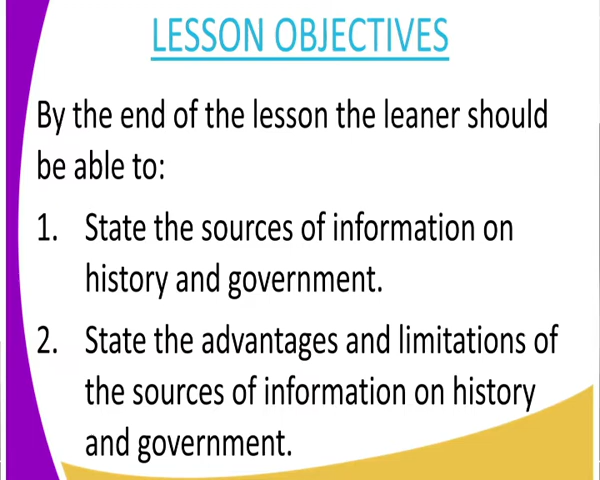 LESSON OBJECTIVES
By the end of the lesson the leaner should
be able to:
1. State the sources of information on
history and government.
2. State the advantages and limitations of
the sources of information on history
and government.